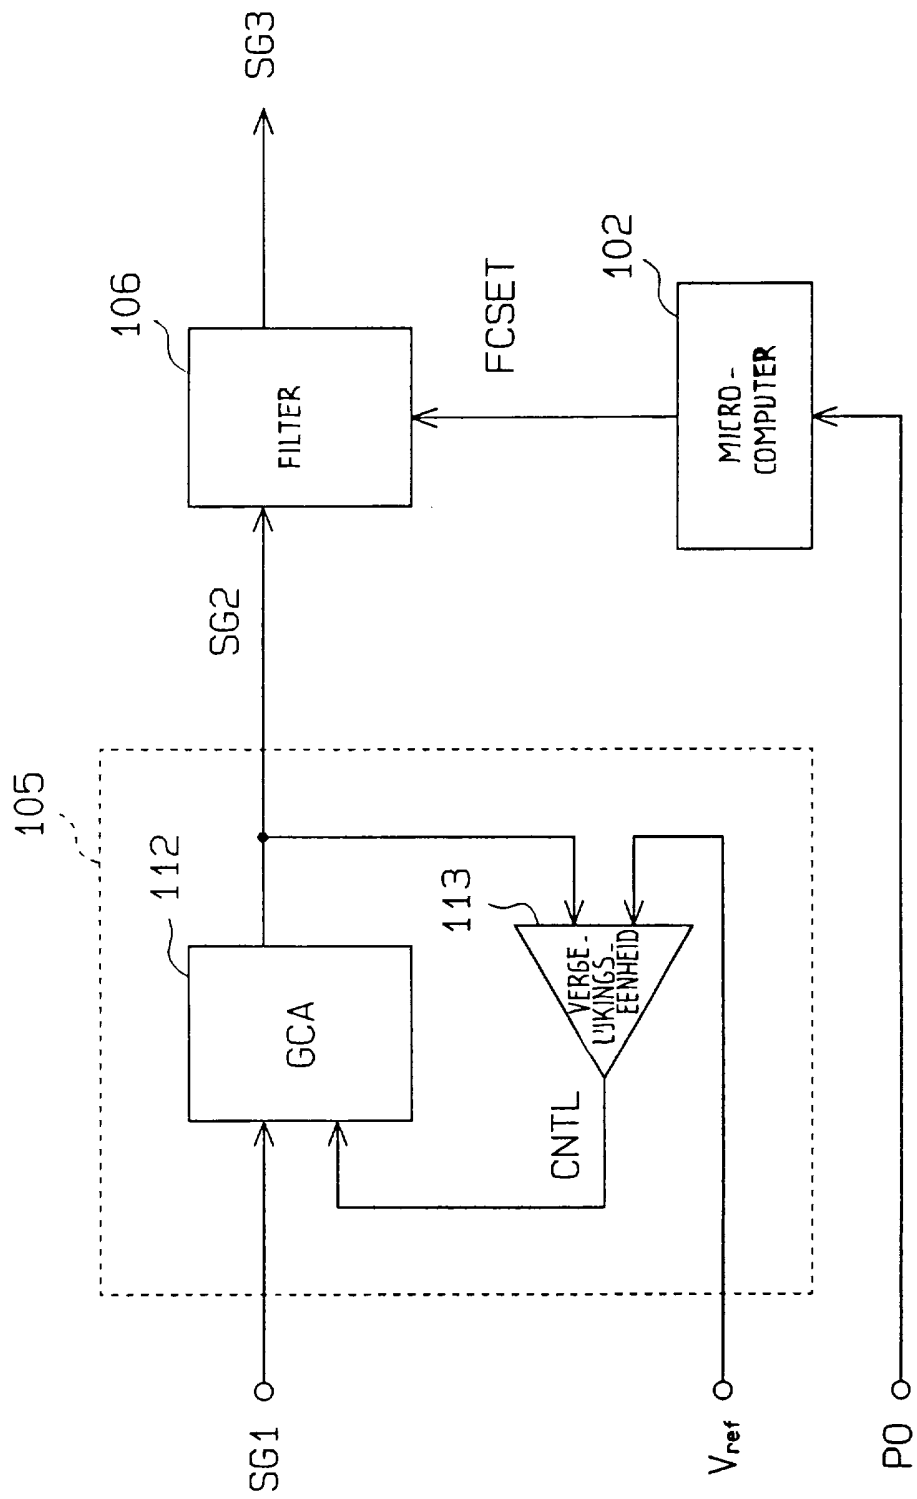 105
112
106
SG1
GCA
SG2
FILTER
SG3
113
CNTL
VERGE-
LIJKINGS-
EENHEID
FCSET
102
MICRO-
COMPUTER
Vref
PO